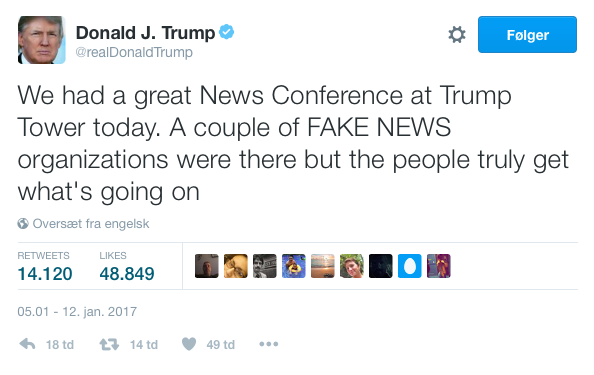 Donald J. Trump
@realDonaldTrump
Følger
We had a great News Conference at Trump
Tower today. A couple of FAKE NEWS
organizations were there but the people truly get
what's going on
Oversæt fra engelsk
RETWEETS LIKES
14.120 48.849
05.01 - 12. jan. 2017
18 td 14 td 49 td